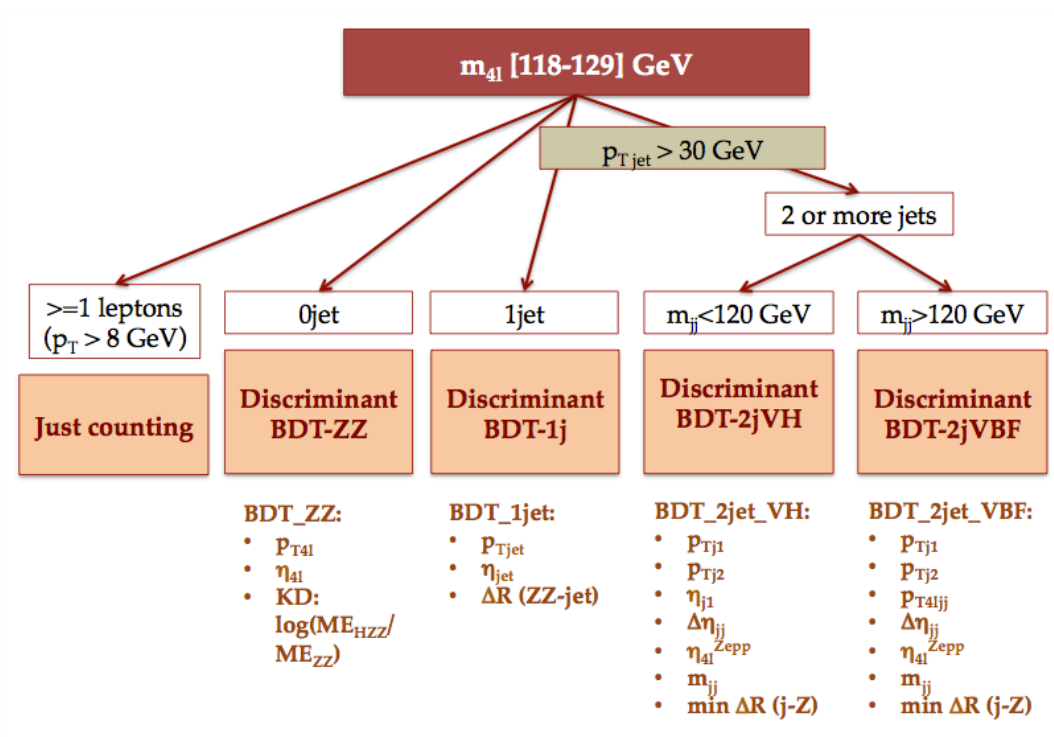 m4l [118-129] GeV
pT jet > 30 GeV
2 or more jets
>=1 leptons
(pT > 8 GeV)
0jet
1jet
mjj<120 GeV
mjj>120 GeV
Just counting
Discriminant
BDT-ZZ
Discriminant
BDT-1j
Discriminant
BDT-2jVH
Discriminant
BDT-2jVBF
BDT_ZZ:
• pT4l
• η4l
• KD:
log(MEHZZ/
MEZZ)
BDT_1jet:
• pTjet
• ηjet
• ΔR (ZZ-jet)
BDT_2jet_VH:
• pTj1
• pTj2
• ηj1
• Δηjj
• η4lZepp
• mjj
• min ΔR (j-Z)
BDT_2jet_VBF:
• pTj1
• pTj2
• pT4ljj
• Δηjj
• η4lZepp
• mjj
• min ΔR (j-Z)